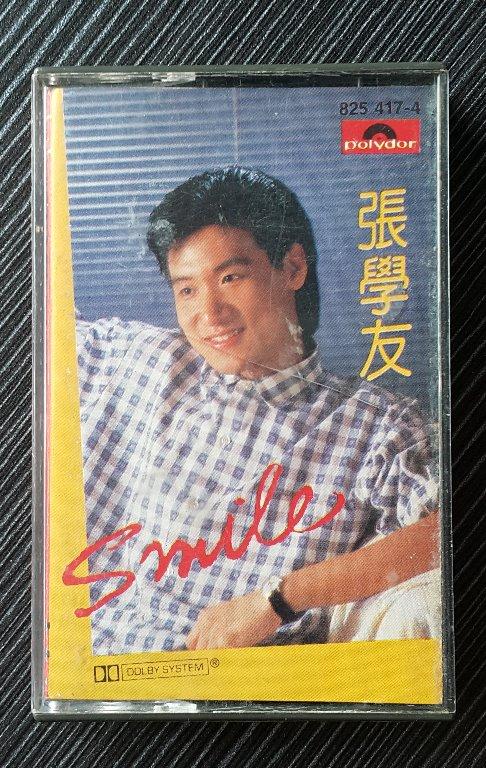 825 417-4
polydor
張學友
Smile
DOLBY SYSTEM®